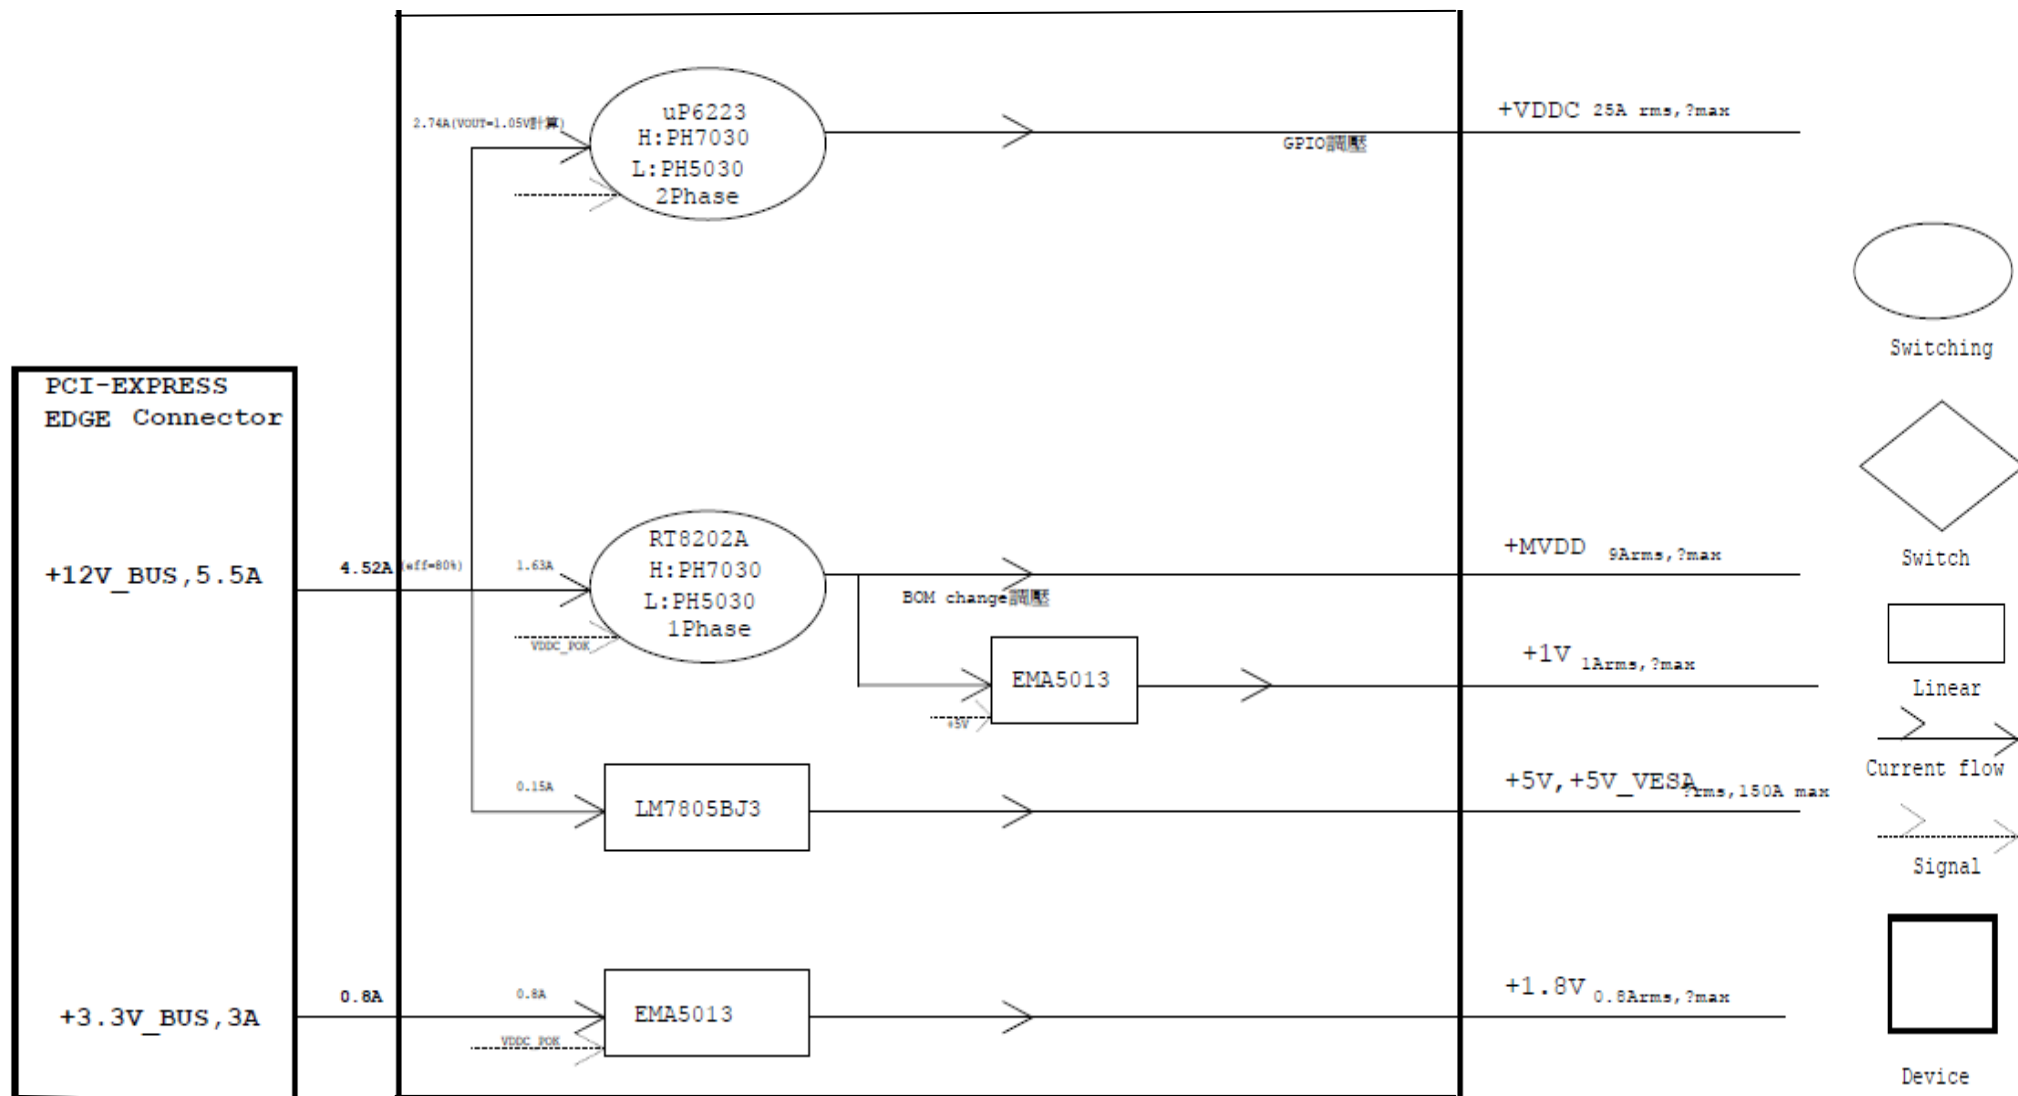 uP6223
H:PH7030
L:PH5030
2Phase
2.74A(VOUT=1.05V計算)
+VDDC 25A rms,?max
GPIO調壓
Switching
PCI-EXPRESS
EDGE Connector
+12V_BUS,5.5A
4.52A (eff=80%)
1.63A
RT8202A
H:PH7030
L:PH5030
1Phase
VDDC_POK
BOM change調壓
+MVDD 9Arms,?max
Switch
EMA5013
+5V
+1V 1Arms,?max
Linear
0.15A
LM7805BJ3
+5V,+5V_VESA ?rms,150A max
Current flow
Signal
+3.3V_BUS,3A
0.8A
0.8A
EMA5013
VDDC_POK
+1.8V 0.8Arms,?max
Device